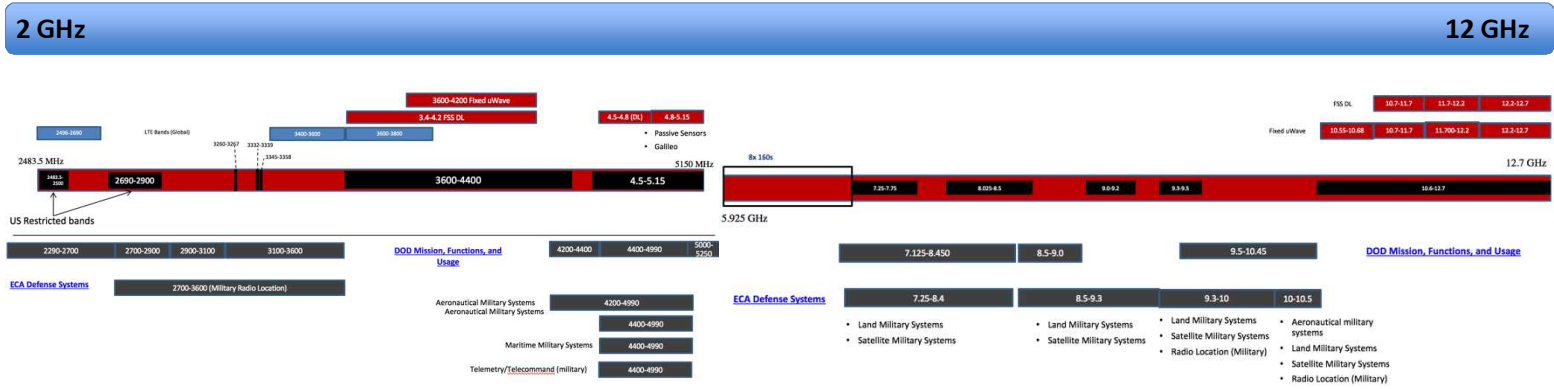 2 GHz
12 GHz
3600-4200 Fixed uWave
3.4-4.2 FSS DL
4.5-4.8 (DL)
4.8-5.15
2496-2690
LTE Bands (Global)
3400-3600
3600-3800
• Passive Sensors
• Galileo
3260-3267
3332-3339
3345-3358
2483.5 MHz
5150 MHz
2483.5-
2500
2690-2900
3600-4400
4.5-5.15
US Restricted bands
2290-2700
2700-2900
2900-3100
3100-3600
DOD Mission, Functions, and
Usage
4200-4400
4400-4990
5000-
5250
ECA Defense Systems
2700-3600 (Military Radio Location)
Aeronautical Military Systems
Aeronautical Military Systems
4200-4990
4400-4990
Maritime Military Systems
4400-4990
Telemetry/Telecommand (military)
4400-4990
FSS DL
10.7-11.7
11.7-12.2
12.2-12.7
Fixed uWave
10.55-10.68
10.7-11.7
11.700-12.2
12.2-12.7
8x 160s
12.7 GHz
7.25-7.75
8.025-8.5
9.0-9.2
9.3-9.5
10.6-12.7
5.925 GHz
7.125-8.450
8.5-9.0
9.5-10.45
DOD Mission, Functions, and Usage
ECA Defense Systems
7.25-8.4
8.5-9.3
9.3-10
10-10.5
• Land Military Systems
• Satellite Military Systems
• Land Military Systems
• Satellite Military Systems
• Land Military Systems
• Satellite Military Systems
• Radio Location (Military)
• Aeronautical military
systems
• Land Military Systems
• Satellite Military Systems
• Radio Location (Military)